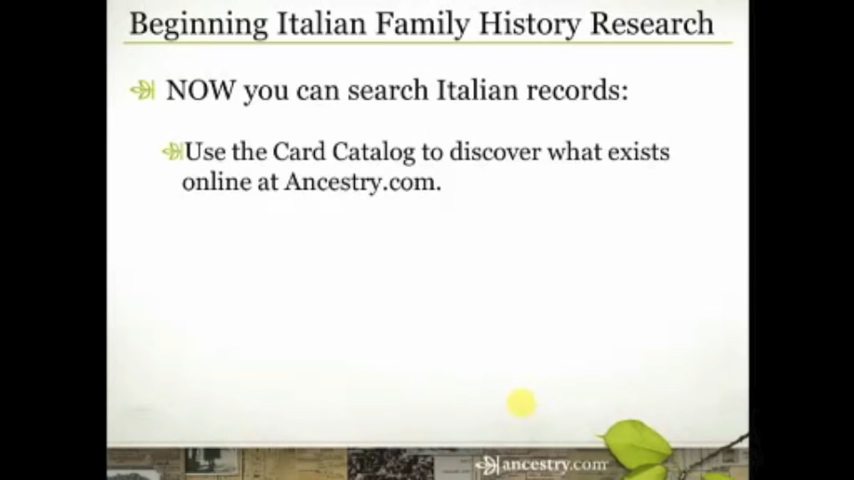 Beginning Italian Family History Research
NOW you can search Italian records:
Use the Card Catalog to discover what exists
online at Ancestry.com.
ancestry.com